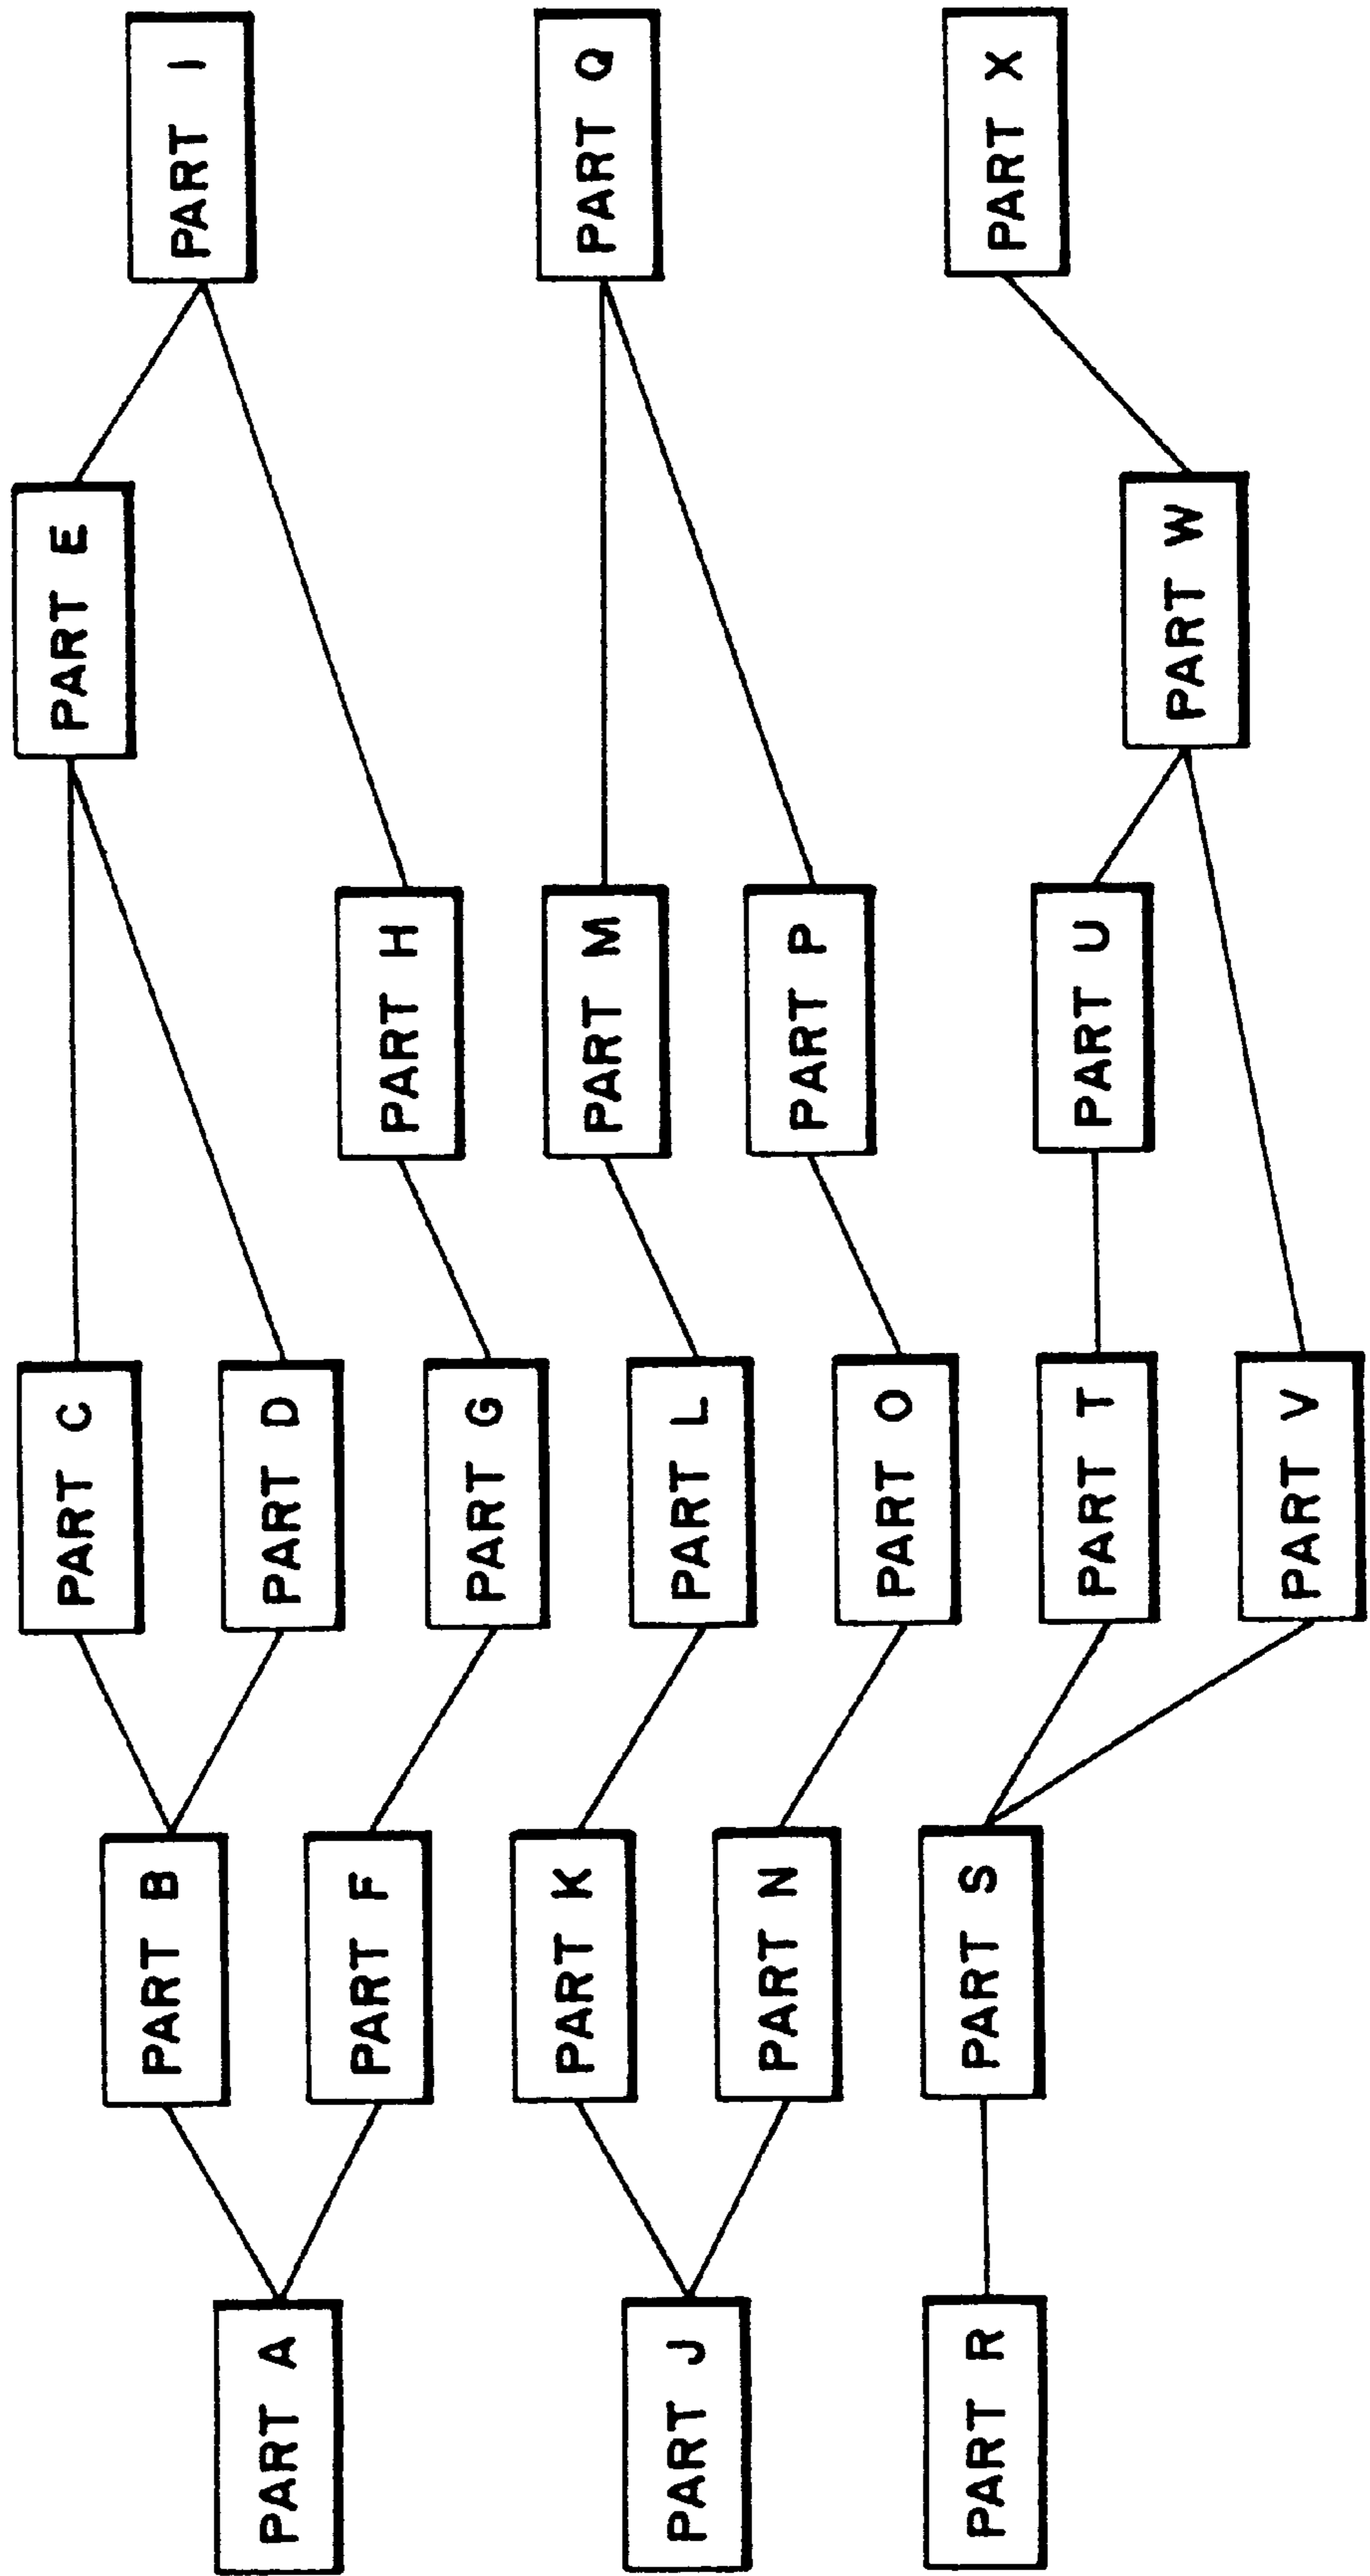 PART A
PART B
PART C
PART D
PART E
PART F
PART G
PART H
PART I
PART J
PART K
PART L
PART M
PART N
PART O
PART P
PART Q
PART R
PART S
PART T
PART U
PART V
PART W
PART X